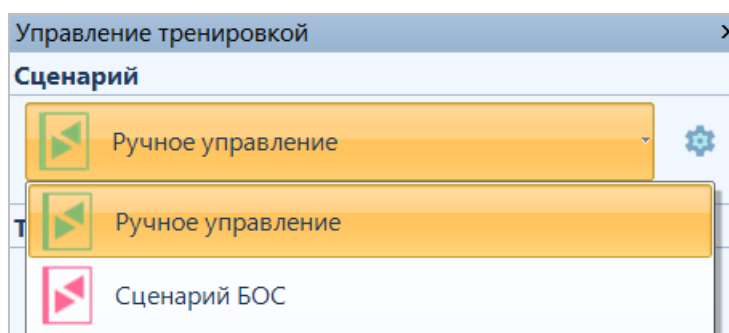 Управление тренировкой
Сценарий
Ручное управление
Ручное управление
Сценарий БОС